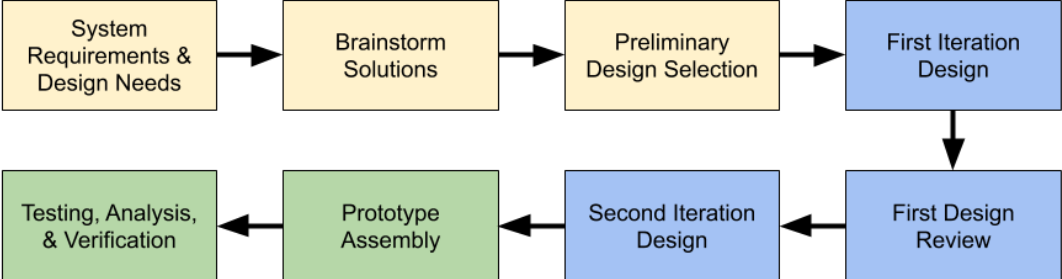 System
Requirements &
Design Needs
Brainstorm
Solutions
Preliminary
Design Selection
First Iteration
Design
First Design
Review
Second Iteration
Design
Prototype
Assembly
Testing, Analysis,
& Verification